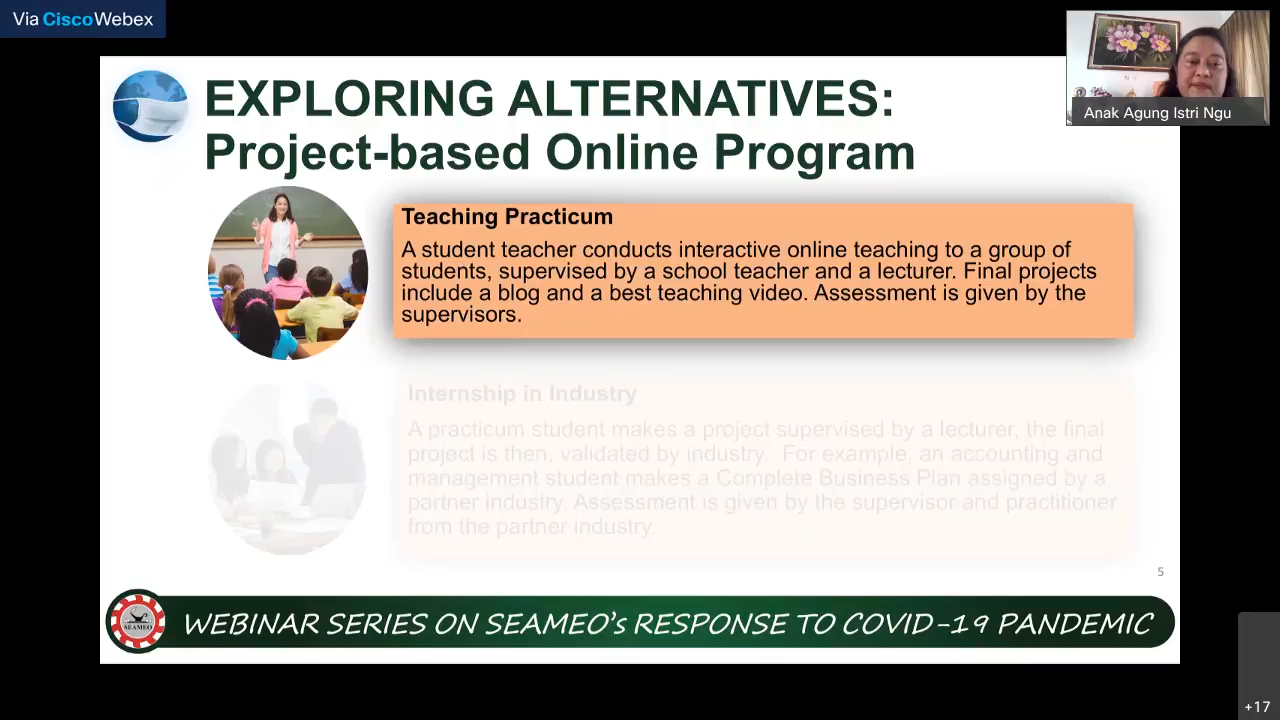 Via CiscoWebex
EXPLORING ALTERNATIVES:
Project-based Online Program
Anak Agung Istri Ngu
Teaching Practicum
A student teacher conducts interactive online teaching to a group of
students, supervised by a school teacher and a lecturer. Final projects
include a blog and a best teaching video. Assessment is given by the
supervisors.
Internship in Industry
A practicum student makes a project supervised by a lecturer, the final
project is then, validated by industry. For example, an accounting and
management student makes a Complete Business Plan assigned by a
partner industry. Assessment is given by the supervisor and practitioner
from the partner industry.
5
SEAMEO
WEBINAR SERIES ON SEAMEO's RESPONSE TO COVID-19 PANDEMIC
+17